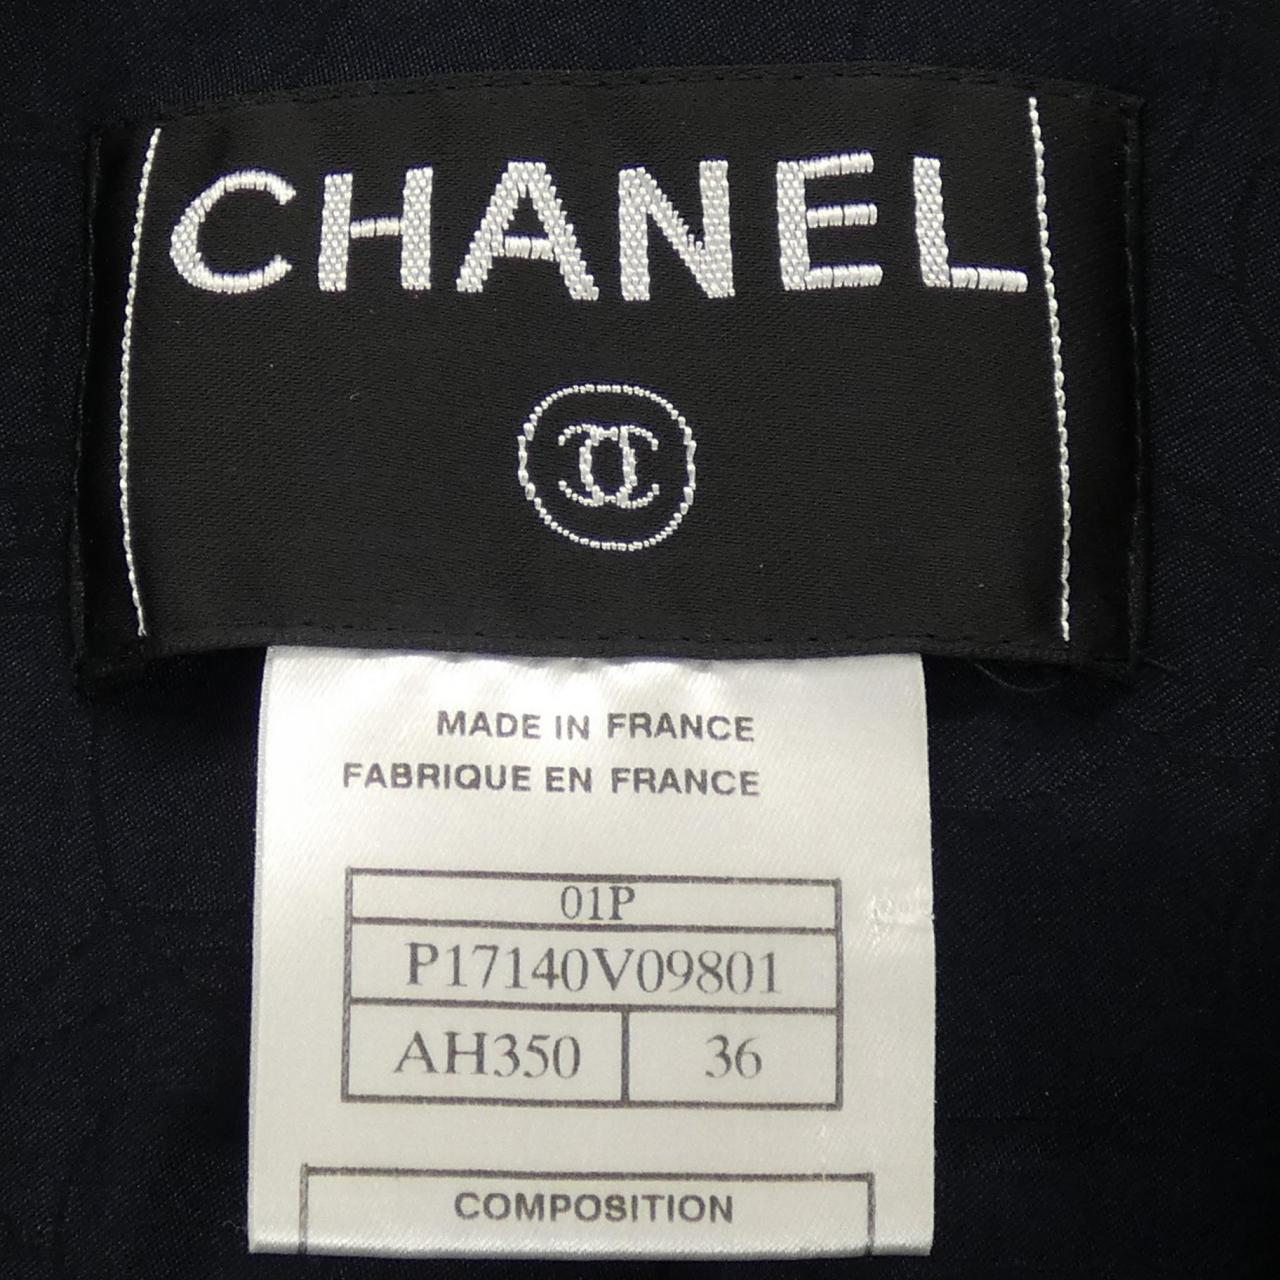 CHANEL
MADE IN FRANCE
FABRIQUE EN FRANCE
01P
P17140V09801
AH350 36
COMPOSITION